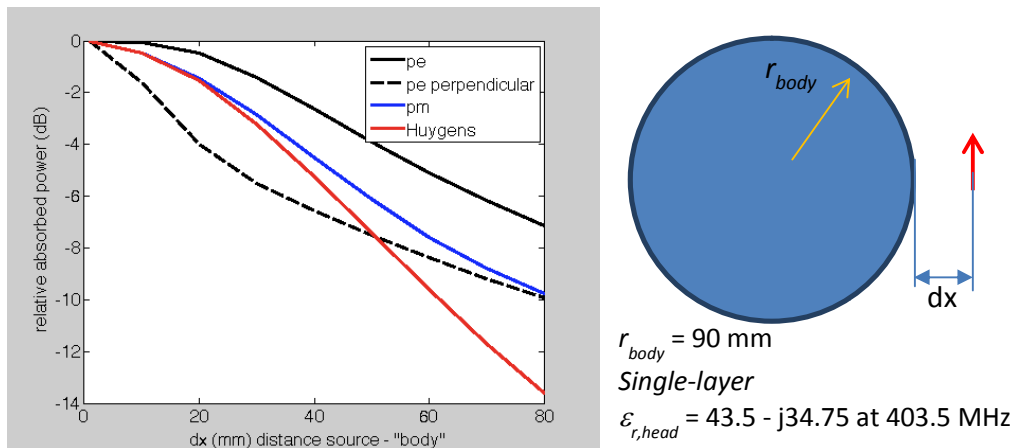 0
-2
-4
-6
-8
-10
-12
-14
relative absorbed power (dB)
pe
pe perpendicular
pm
Huygens
0 20 40 60 80
dx (mm) distance source - "body"
r_body
dx
r_body = 90 mm
Single-layer
ε_r,head = 43.5 - j34.75 at 403.5 MHz